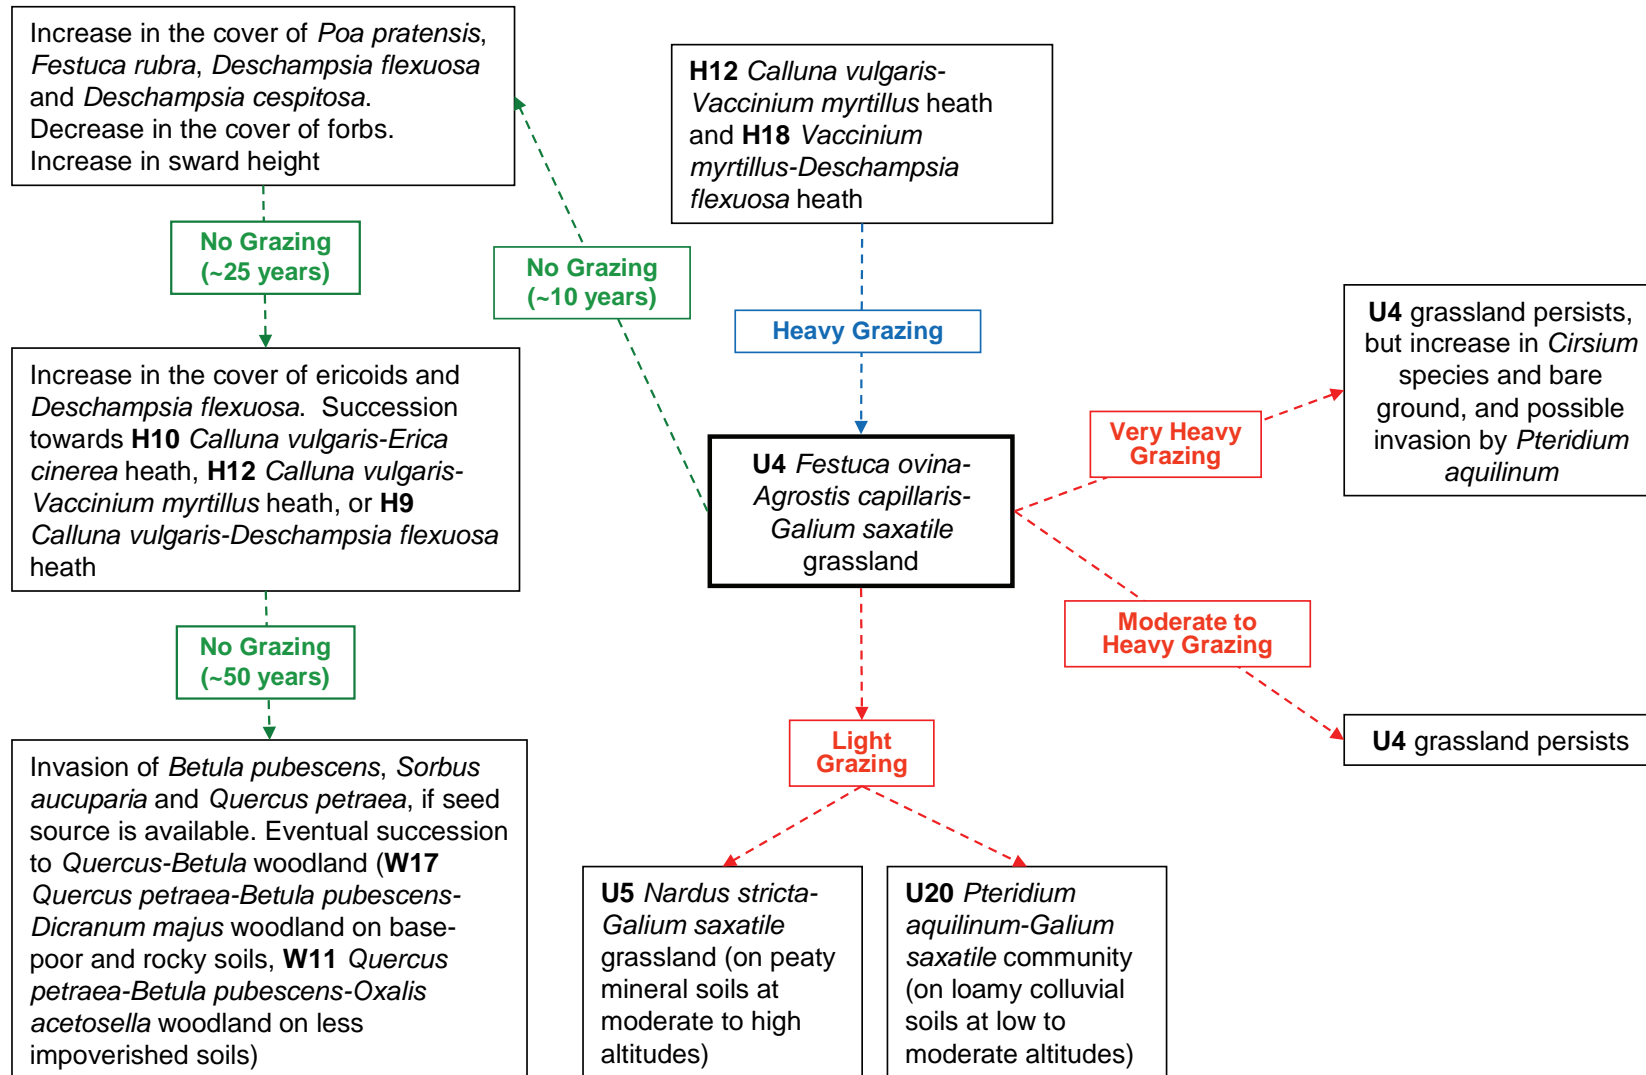 Increase in the cover of Poa pratensis,
Festuca rubra, Deschampsia flexuosa
and Deschampsia cespitosa.
Decrease in the cover of forbs.
Increase in sward height
H12 Calluna vulgaris-
Vaccinium myrtillus heath
and H18 Vaccinium
myrtillus-Deschampsia
flexuosa heath
No Grazing
(~25 years)
No Grazing
(~10 years)
Heavy Grazing
U4 grassland persists,
but increase in Cirsium
species and bare
ground, and possible
invasion by Pteridium
aquilinum
Increase in the cover of ericoids and
Deschampsia flexuosa. Succession
towards H10 Calluna vulgaris-Erica
cinerea heath, H12 Calluna vulgaris-
Vaccinium myrtillus heath, or H9
Calluna vulgaris-Deschampsia flexuosa
heath
Very Heavy
Grazing
U4 Festuca ovina-
Agrostis capillaris-
Galium saxatile
grassland
No Grazing
(~50 years)
Moderate to
Heavy Grazing
Light
Grazing
U4 grassland persists
Invasion of Betula pubescens, Sorbus
aucuparia and Quercus petraea, if seed
source is available. Eventual succession
to Quercus-Betula woodland (W17
Quercus petraea-Betula pubescens-
Dicranum majus woodland on base-
poor and rocky soils, W11 Quercus
petraea-Betula pubescens-Oxalis
acetosella woodland on less
impoverished soils)
U5 Nardus stricta-
Galium saxatile
grassland (on peaty
mineral soils at
moderate to high
altitudes)
U20 Pteridium
aquilinum-Galium
saxatile community
(on loamy colluvial
soils at low to
moderate altitudes)